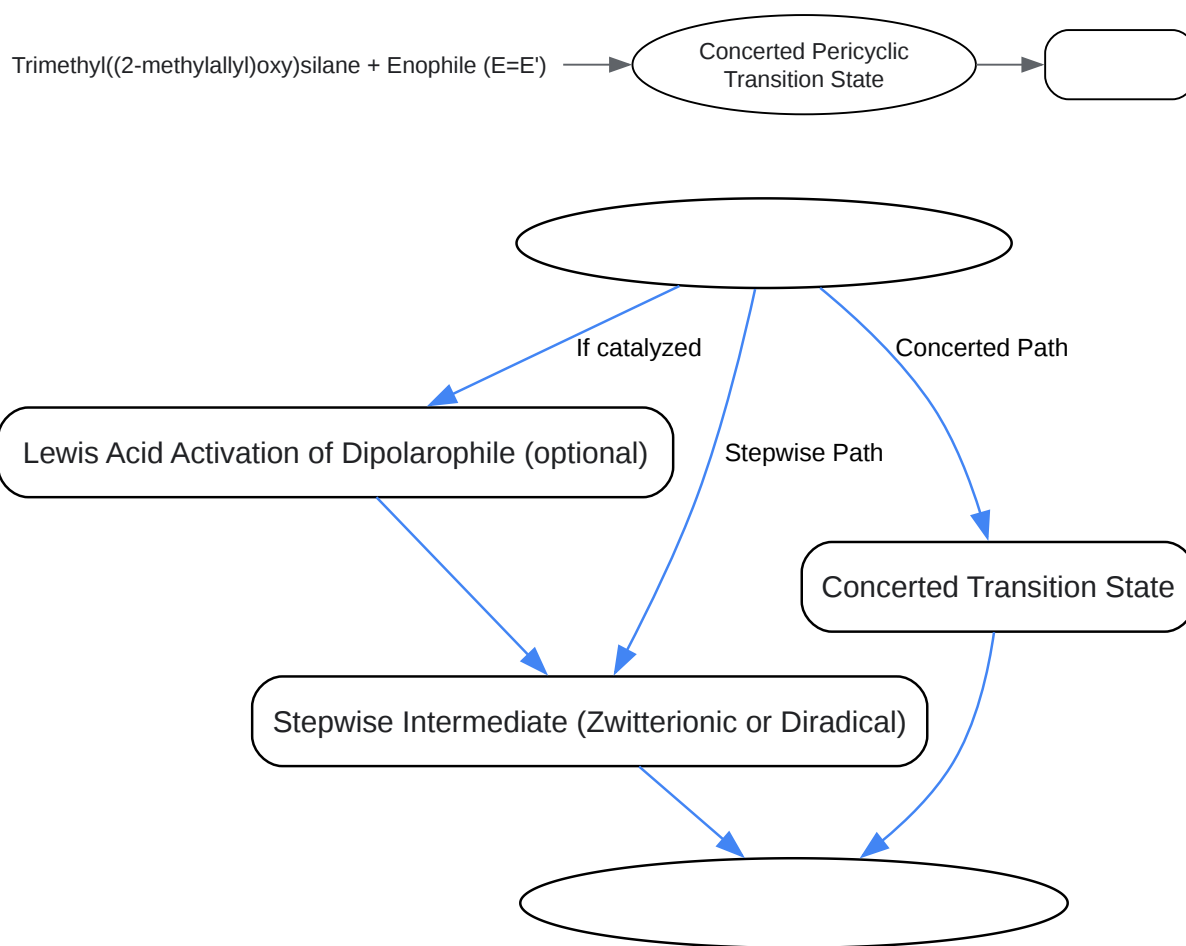 Trimethyl((2-methylallyl)oxy)silane + Enophile (E=E')
Concerted Pericyclic
Transition State
If catalyzed
Concerted Path
Lewis Acid Activation of Dipolarophile (optional)
Stepwise Path
Concerted Transition State
Stepwise Intermediate (Zwitterionic or Diradical)